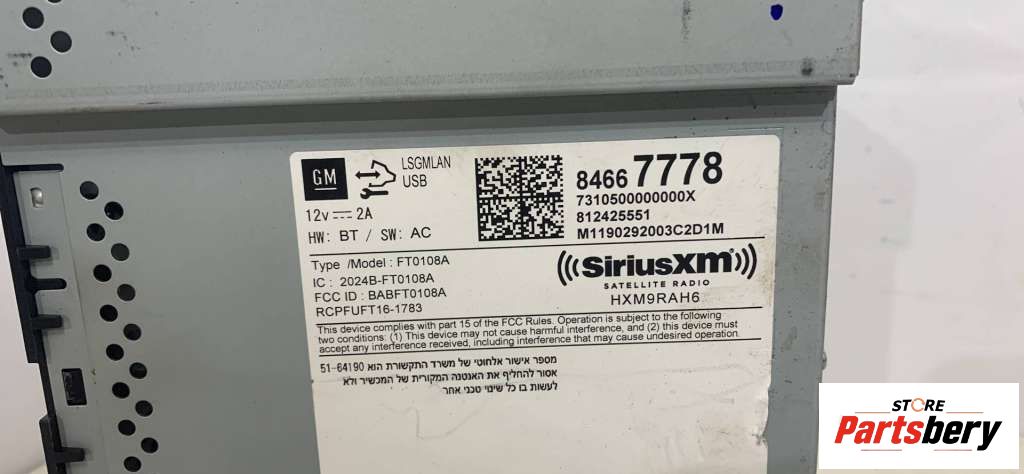 GM
LSGMLAN
USB
12v 2A
HW: BT / SW: AC
84667778
7310500000000X
812425551
M1190292003C2D1M
Type /Model : FT0108A
IC : 2024B-FT0108A
FCC ID : BABFT0108A
RCPFUFT16-1783
SiriusXm
SATELLITE RADIO
HXM9RAH6
This device complies with part 15 of the FCC Rules. Operation is subject to the following
two conditions: (1) This device may not cause harmful interference, and (2) this device must
accept any interference received, including interference that may cause undesired operation.
מספר אישור אלחוטי של משרד התקשורת הוא 51-64190
אסור להחליף את האנטנה המקורית של המכשיר ולא
לעשות בו כל שינוי טכני אחר.
STORE
Partsbery